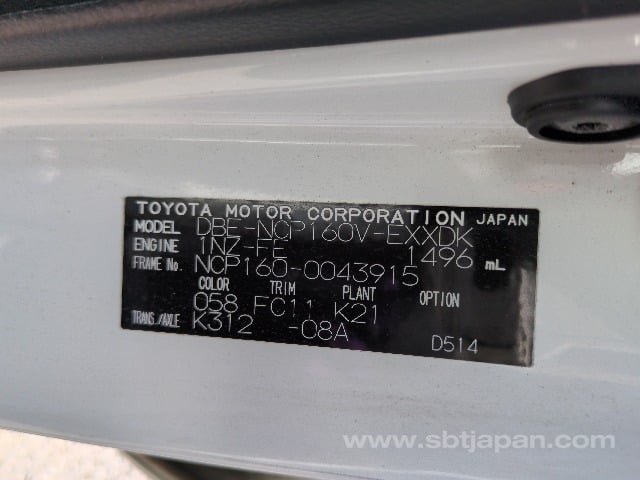 TOYOTA MOTOR CORPORATION JAPAN
MODEL DBE-NCP160V-EXXDK
ENGINE 1NZ-FE 1496 mL
FRAME No. NCP160-0043915
COLOR TRIM PLANT OPTION
058 FC11 K21
TRANS./AXLE K312 -08A
D514
www.sbtjapan.com